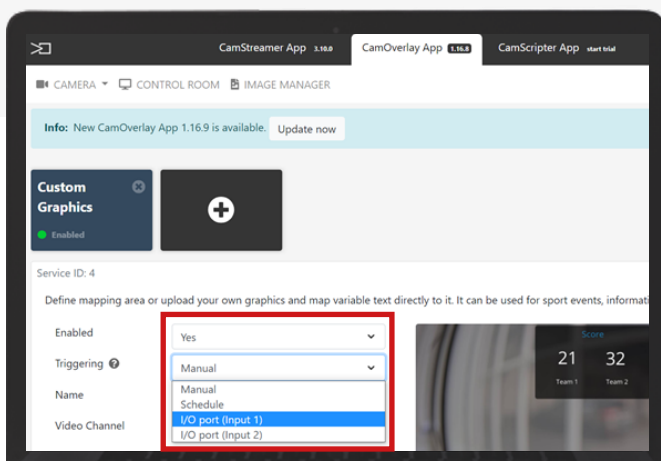 CamStreamer App 3.10.0 CamOverlay App 1.16.8 CamScripter App start trial
CAMERA CONTROL ROOM IMAGE MANAGER
Info: New CamOverlay App 1.16.9 is available. Update now
Custom
Graphics
Enabled
Service ID: 4
Define mapping area or upload your own graphics and map variable text directly to it. It can be used for sport events, informati
Enabled Yes
Triggering Manual
Manual
Schedule
I/O port (Input 1)
I/O port (Input 2)
Name
Video Channel
Score
21 32
Team 1 Team 2